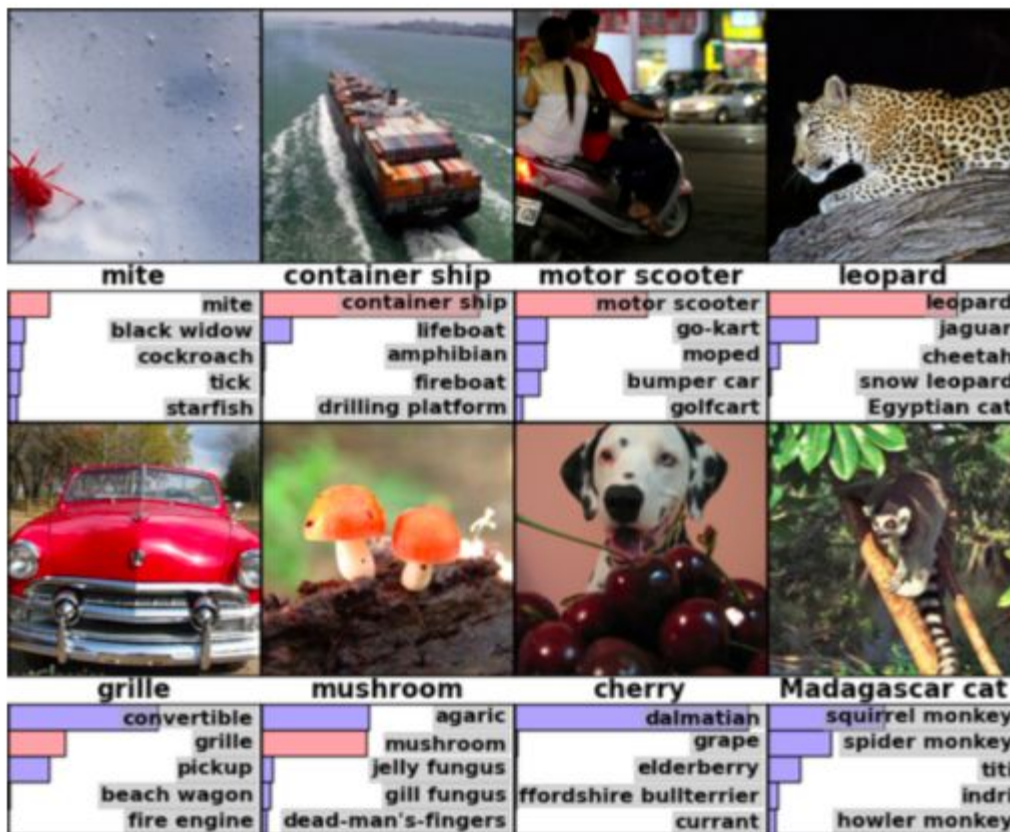 mite container ship motor scooter leopard
mite container ship motor scooter leopard
black widow lifeboat go-kart jaguar
cockroach amphibian moped cheetah
tick fireboat bumper car snow leopard
starfish drilling platform golfcart Egyptian cat
grille mushroom cherry Madagascar cat
convertible agaric dalmatian squirrel monkey
grille mushroom grape spider monkey
pickup jelly fungus elderberry titi
beach wagon gill fungus ffordshire bullterrier indri
fire engine dead-man's-fingers currant howler monkey